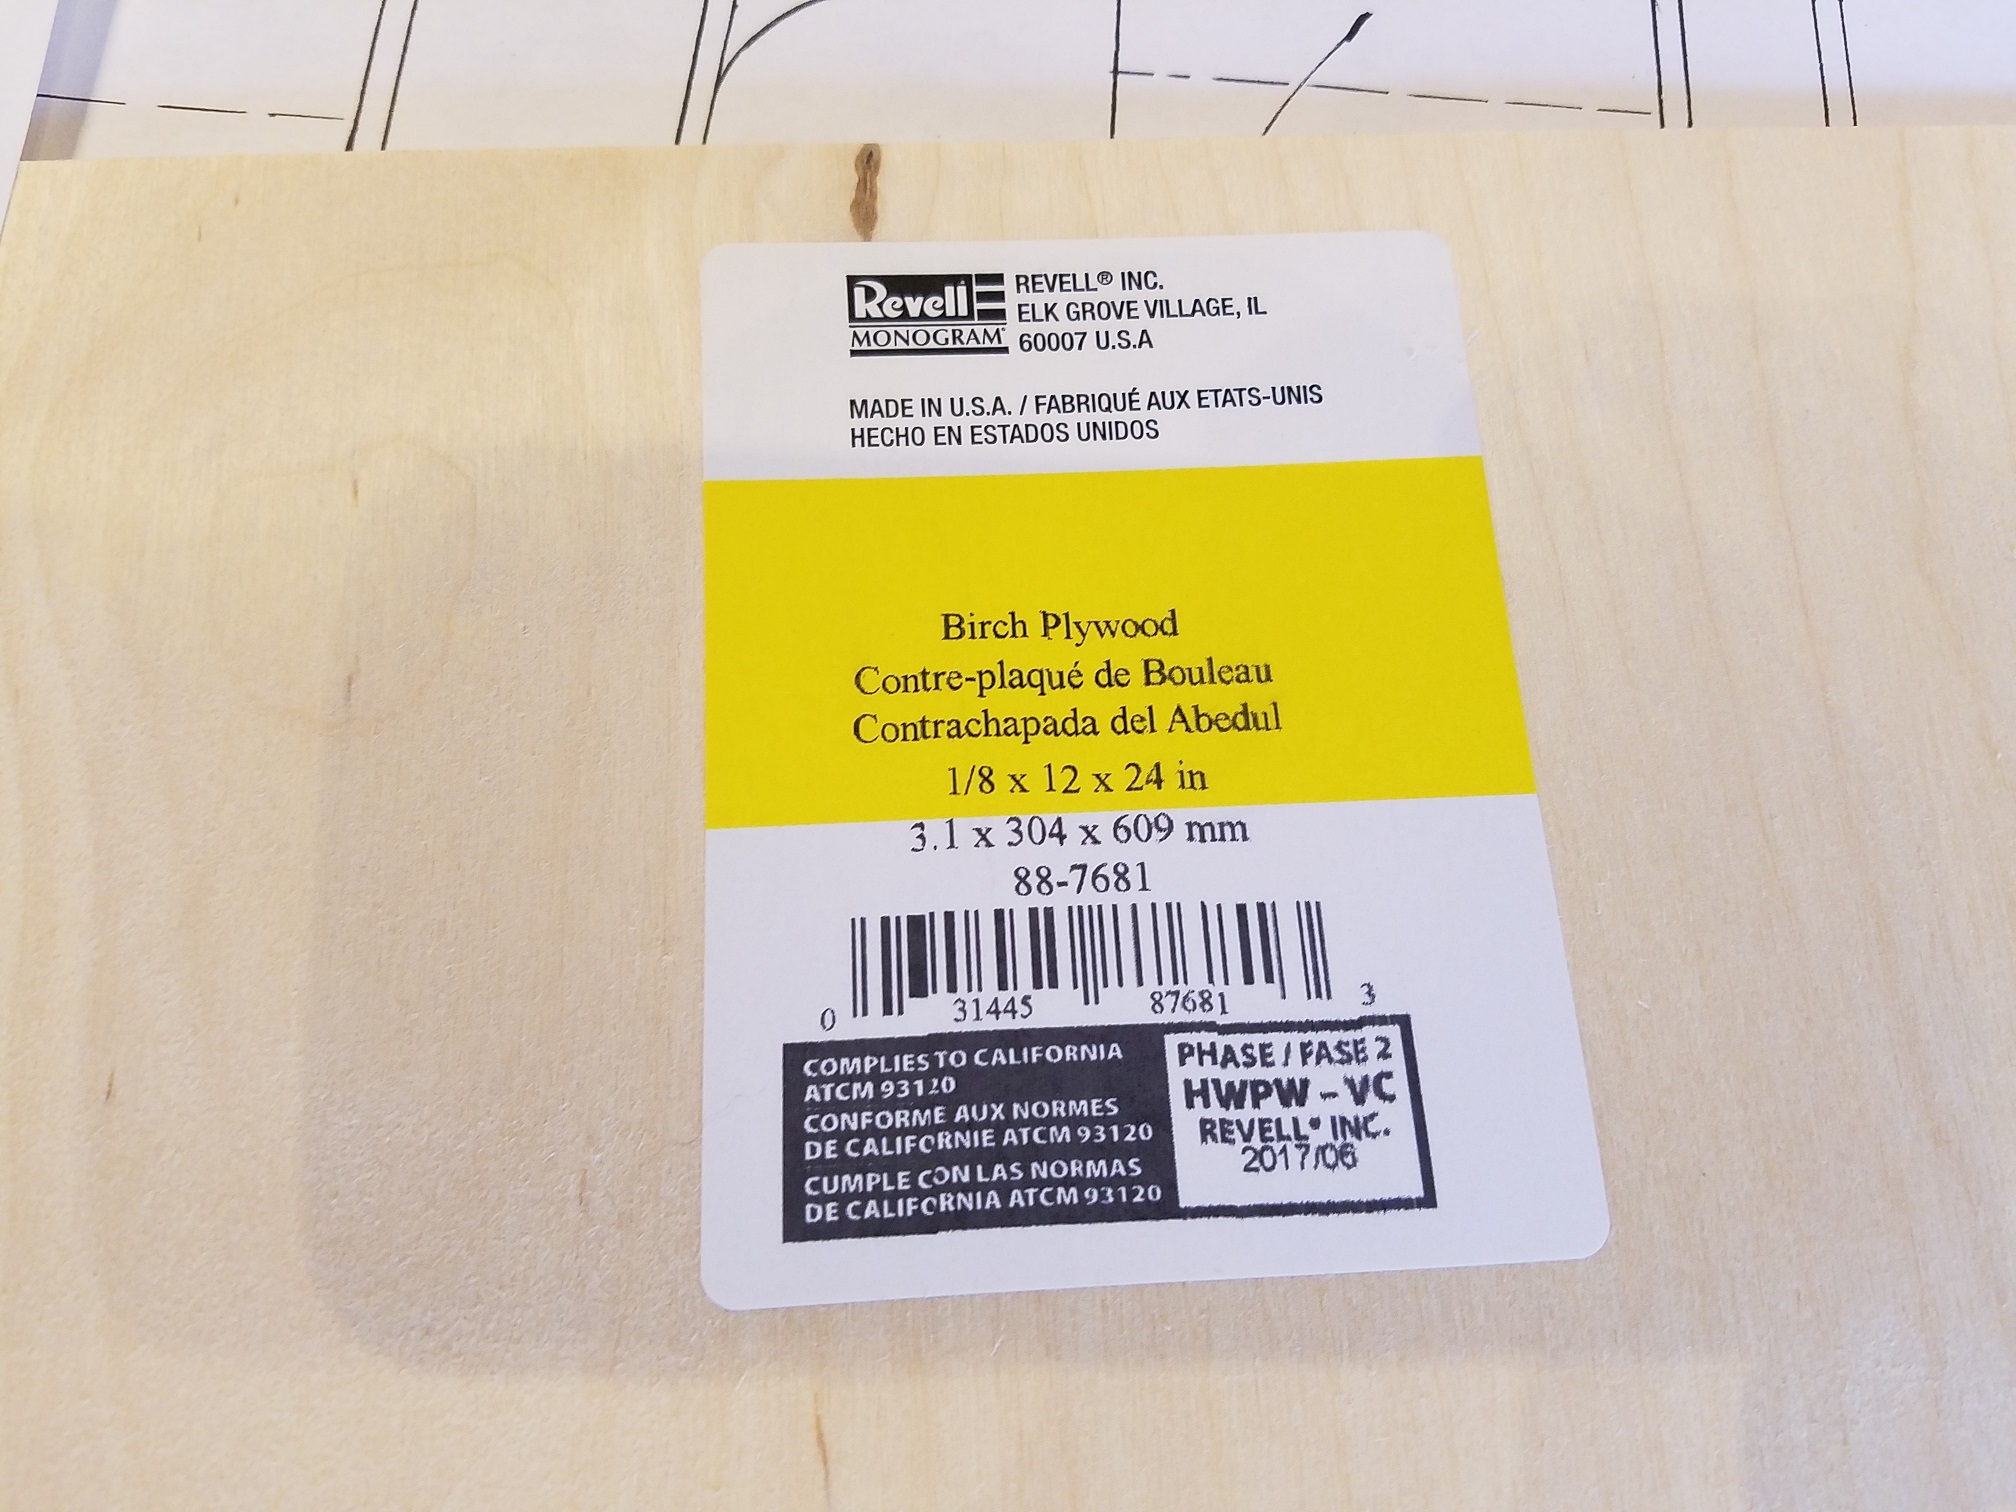 Revell
MONOGRAM
REVELL® INC.
ELK GROVE VILLAGE, IL
60007 U.S.A
MADE IN U.S.A. / FABRIQUÉ AUX ETATS-UNIS
HECHO EN ESTADOS UNIDOS
Birch Plywood
Contre-plaqué de Bouleau
Contrachapada del Abedul
1/8 x 12 x 24 in
3.1 x 304 x 609 mm
88-7681
0 31445 87681 3
COMPLIES TO CALIFORNIA
ATCM 93120
CONFORME AUX NORMES
DE CALIFORNIE ATCM 93120
CUMPLE CON LAS NORMAS
DE CALIFORNIA ATCM 93120
PHASE / FASE 2
HWPW - VC
REVELL® INC.
2017/06